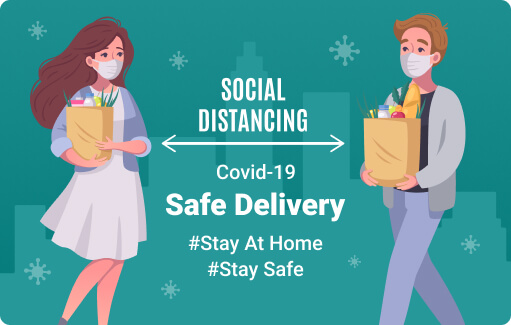 SOCIAL
DISTANCING
Covid-19
Safe Delivery
#Stay At Home
#Stay Safe